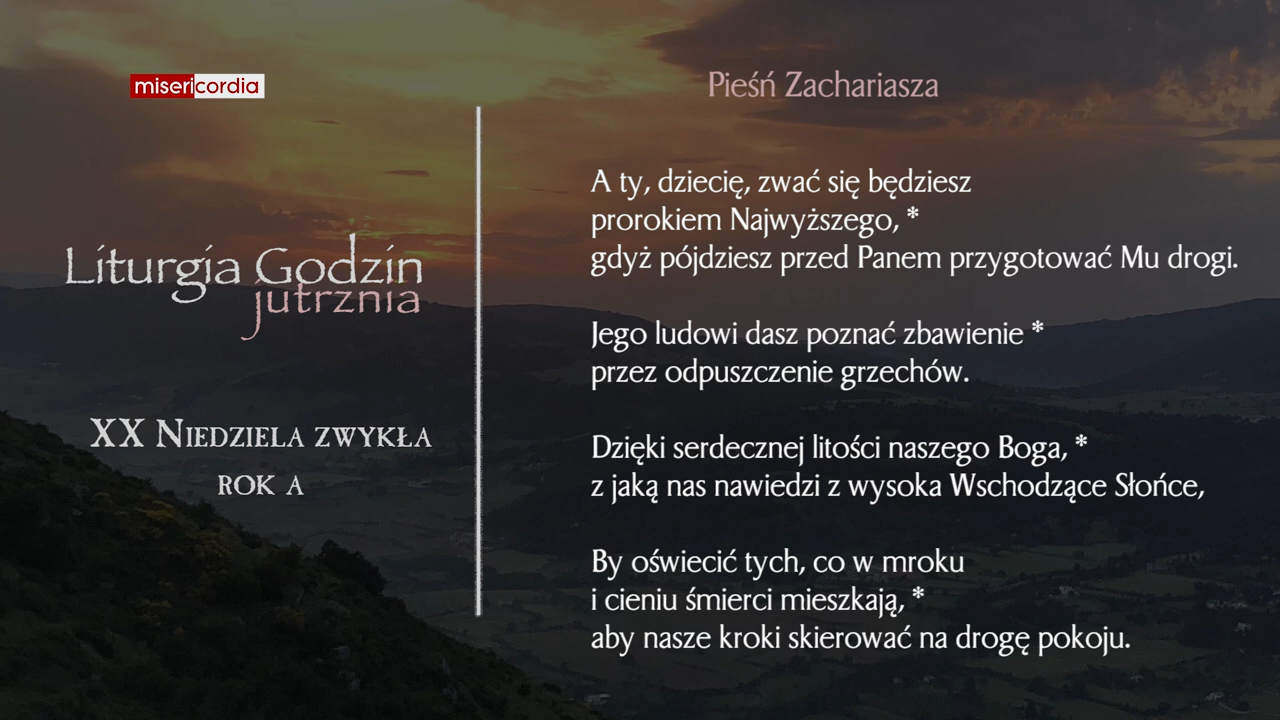 misericordia
Liturgia Godzin
jutrznia
XX Niedziela zwykła
rok A
Pieśń Zachariasza
A ty, dziecię, zwać się będziesz
prorokiem Najwyższego, *
gdyż pójdziesz przed Panem przygotować Mu drogi.
Jego ludowi dasz poznać zbawienie *
przez odpuszczenie grzechów.
Dzięki serdecznej litości naszego Boga, *
z jaką nas nawiedzi z wysoka Wschodzące Słońce,
By oświecić tych, co w mroku
i cieniu śmierci mieszkają, *
aby nasze kroki skierować na drogę pokoju.